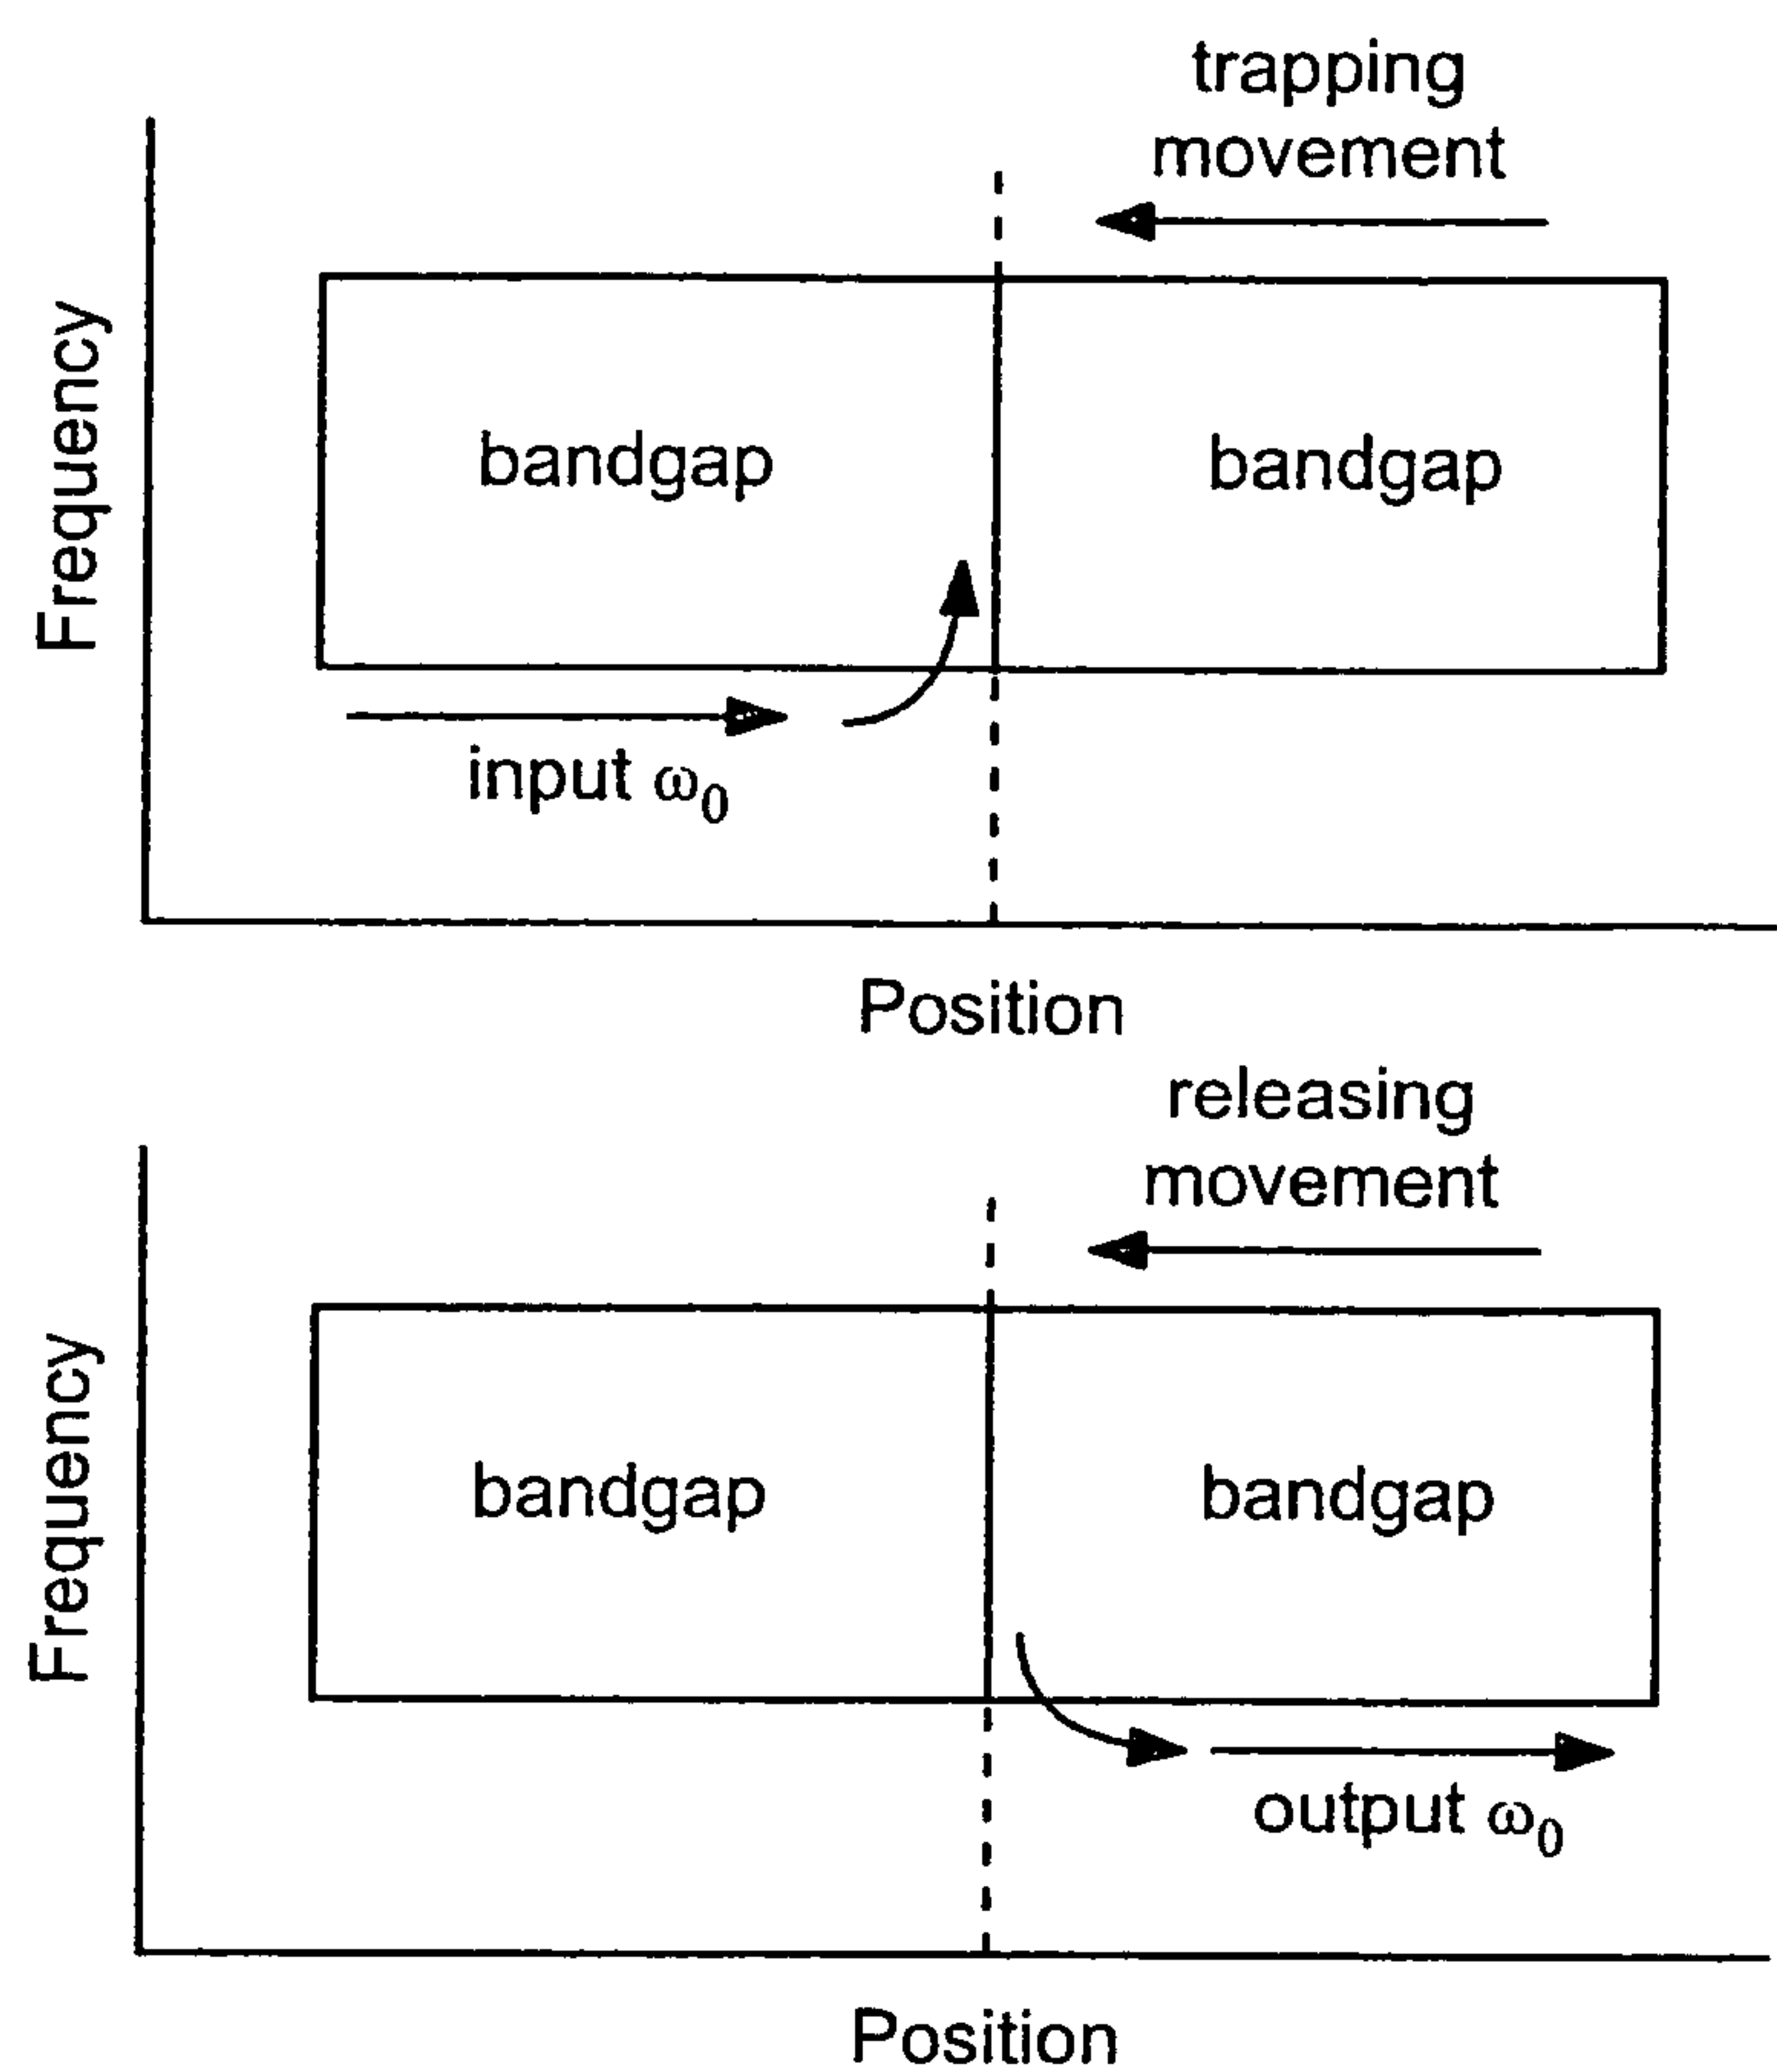 trapping
movement
Frequency
bandgap
bandgap
input ω₀
Position
releasing
movement
Frequency
bandgap
bandgap
output ω₀
Position